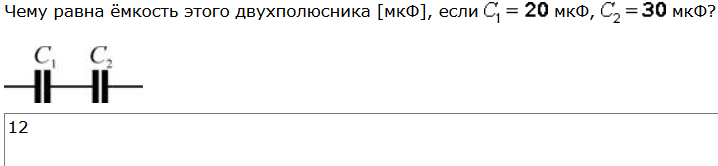 Чему равна ёмкость этого двухполюсника [мкФ], если C₁ = 20 мкФ, C₂ = 30 мкФ?
C₁ C₂
12